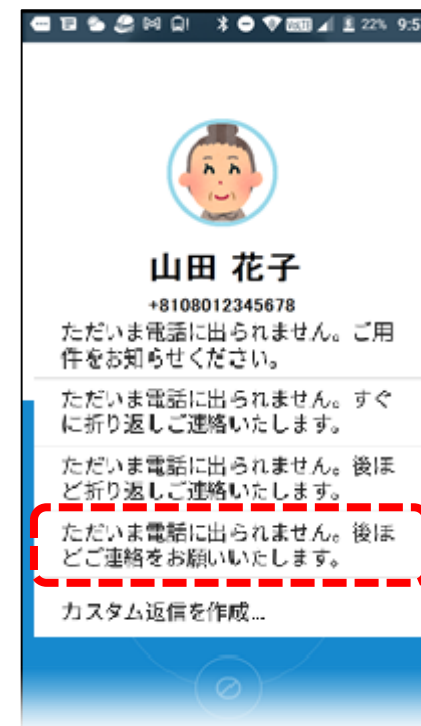 22% 9:5
山田 花子
+8108012345678
ただいま電話に出られません。ご用
件をお知らせください。
ただいま電話に出られません。すぐ
に折り返しご連絡いたします。
ただいま電話に出られません。後ほ
ど折り返しご連絡いたします。
ただいま電話に出られません。後ほ
どご連絡をお願いいたします。
カスタム返信を作成...